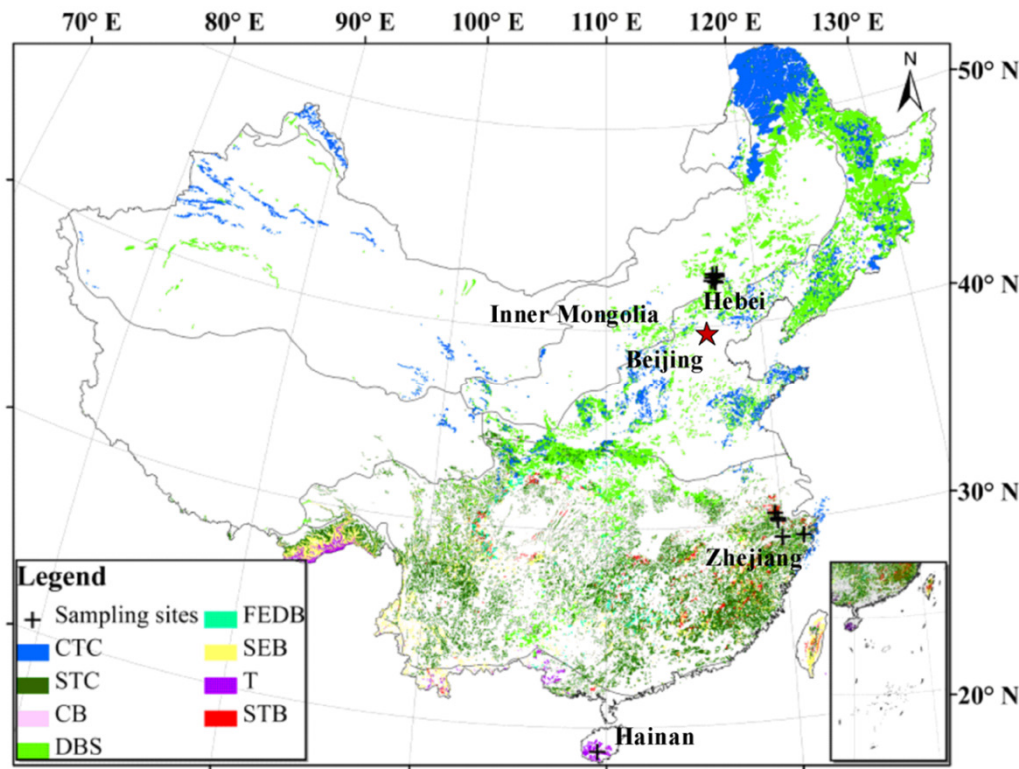 70° E 80° E 90° E 100° E 110° E 120° E 130° E
50° N
N
40° N
Hebei
Inner Mongolia
Beijing
30° N
Zhejiang
Legend
Sampling sites FEDB
CTC SEB
STC T
CB STB
DBS
20° N
Hainan